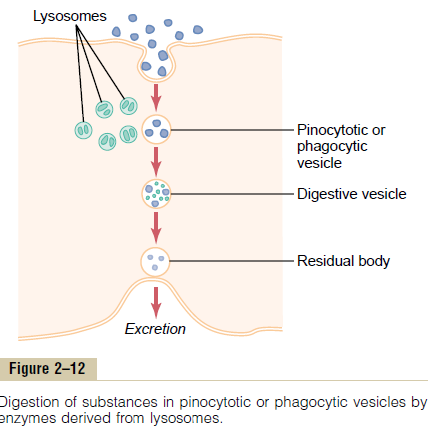 Lysosomes
Pinocytotic or
phagocytic
vesicle
Digestive vesicle
Residual body
Excretion
Figure 2–12
Digestion of substances in pinocytotic or phagocytic vesicles by
enzymes derived from lysosomes.